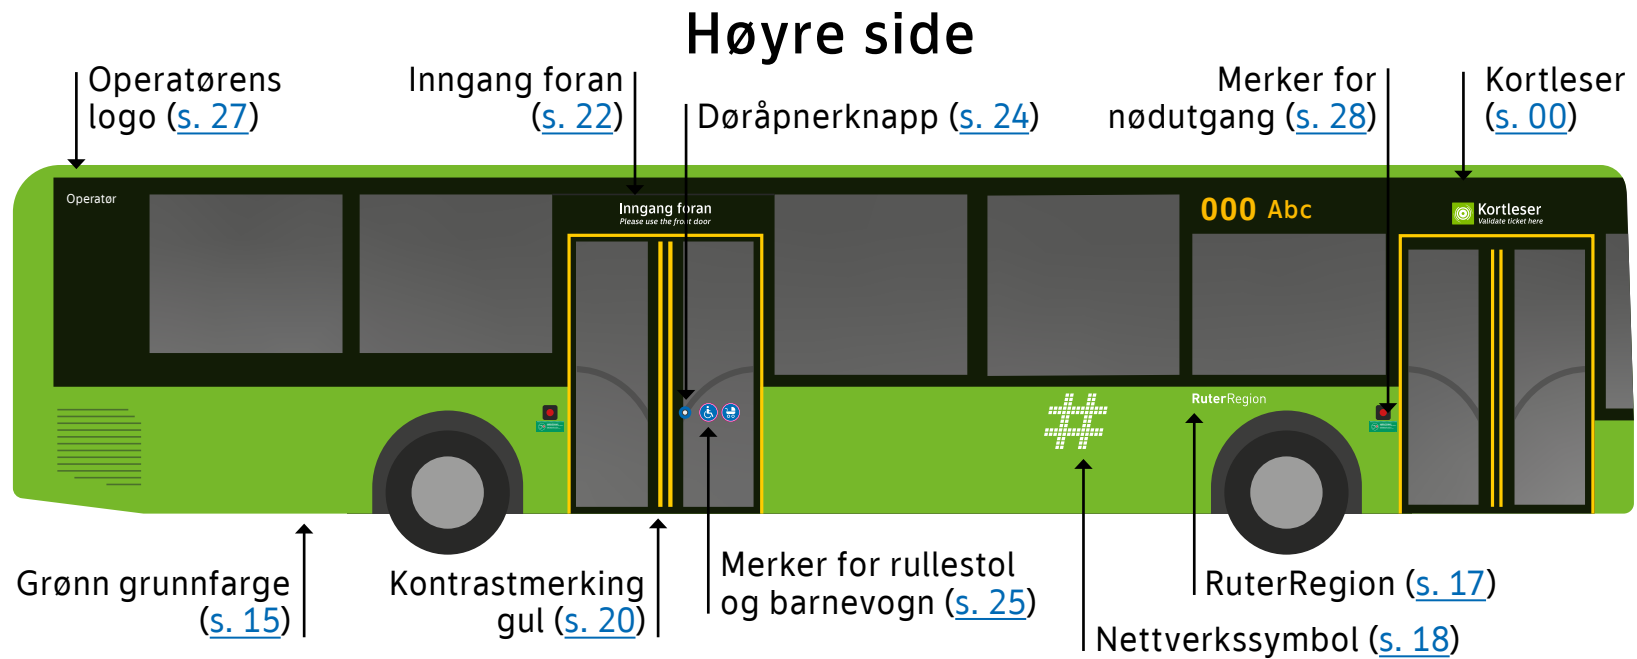 Høyre side
Operatørens
logo (s. 27)
Inngang foran
(s. 22)
Døråpnerknapp (s. 24)
Merker for
nødutgang (s. 28)
Kortleser
(s. 00)
Operatør
Inngang foran
Please use the front door
000 Abc
Kortleser
Validate ticket here
RuterRegion
Grønn grunnfarge
(s. 15)
Kontrastmerking
gul (s. 20)
Merker for rullestol
og barnevogn (s. 25)
RuterRegion (s. 17)
Nettverkssymbol (s. 18)